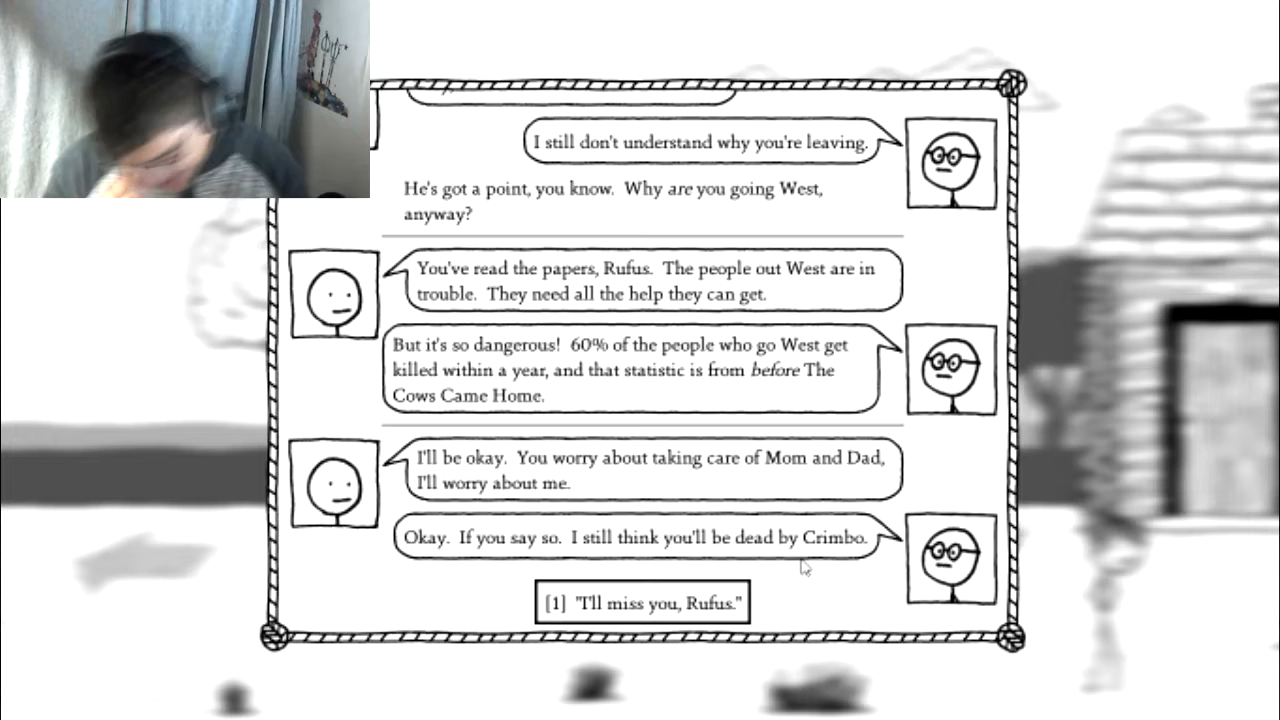 I still don't understand why you're leaving.
He's got a point, you know. Why are you going West,
anyway?
You've read the papers, Rufus. The people out West are in
trouble. They need all the help they can get.
But it's so dangerous! 60% of the people who go West get
killed within a year, and that statistic is from before The
Cows Came Home.
I'll be okay. You worry about taking care of Mom and Dad,
I'll worry about me.
Okay. If you say so. I still think you'll be dead by Crimbo.
[1] "I'll miss you, Rufus."